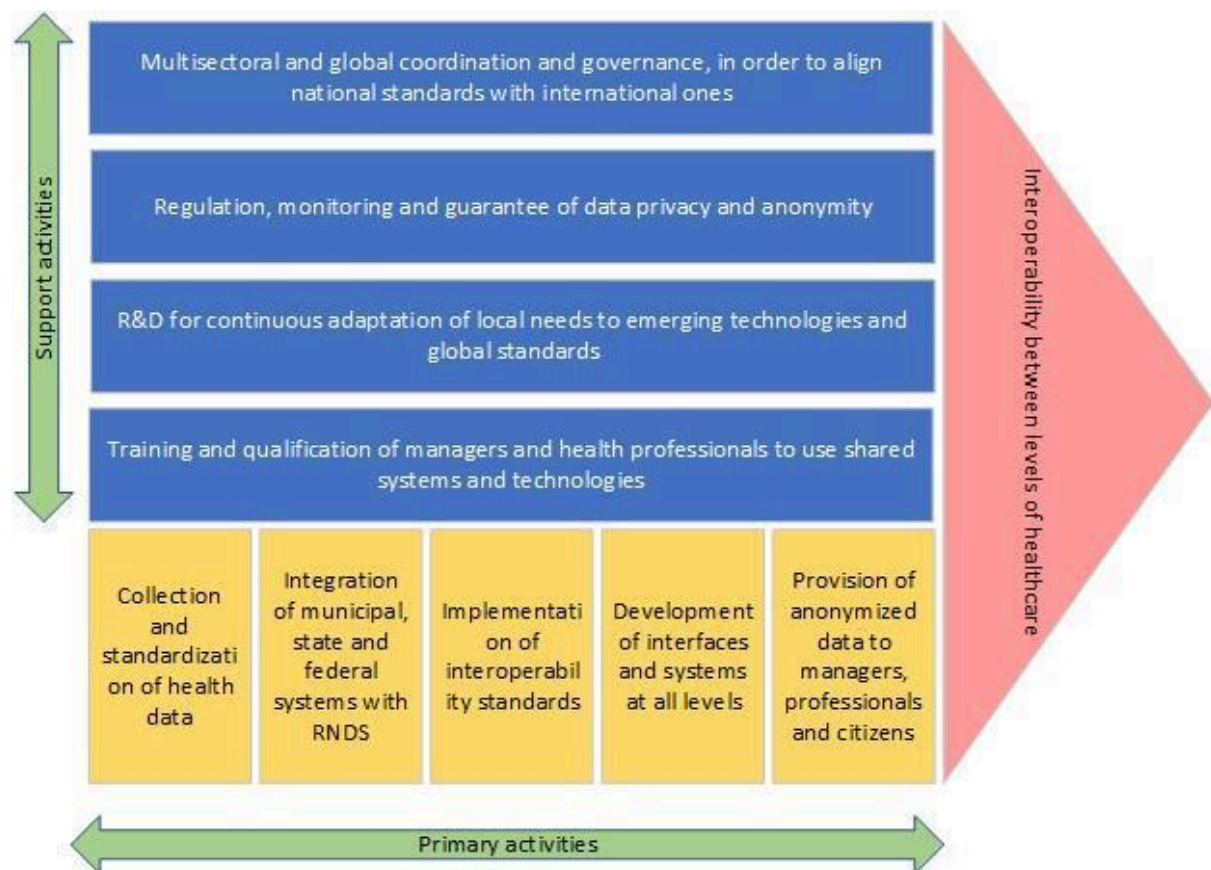 Support activities
Multisectoral and global coordination and governance, in order to align
national standards with international ones
Regulation, monitoring and guarantee of data privacy and anonymity
R&D for continuous adaptation of local needs to emerging technologies and
global standards
Training and qualification of managers and health professionals to use shared
systems and technologies
Collection
and
standardizati
on of health
data
Integration
of municipal,
state and
federal
systems with
RNDS
Implementati
on of
interoperabil
ity standards
Development
of interfaces
and systems
at all levels
Provision of
anonymized
data to
managers,
professionals
and citizens
Interoperability between levels of healthcare
Primary activities